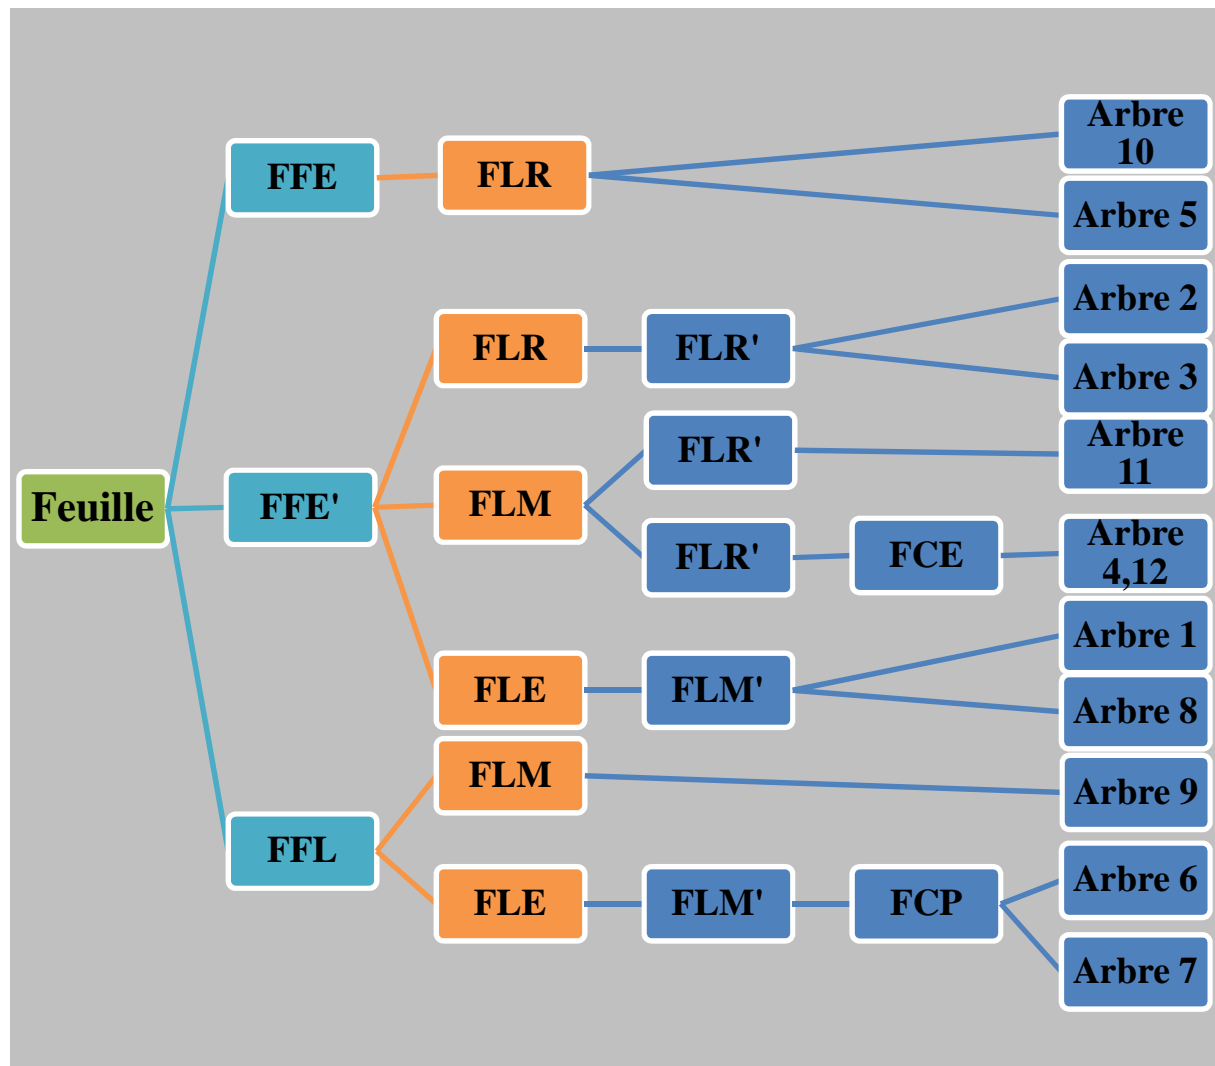 Feuille
FFE
FLR
Arbre
10
Arbre 5
FFE'
FLR
FLR'
Arbre 2
Arbre 3
FLM
FLR'
Arbre
11
FLR'
FCE
Arbre
4,12
FLE
FLM'
Arbre 1
Arbre 8
FFL
FLM
Arbre 9
FLE
FLM'
FCP
Arbre 6
Arbre 7